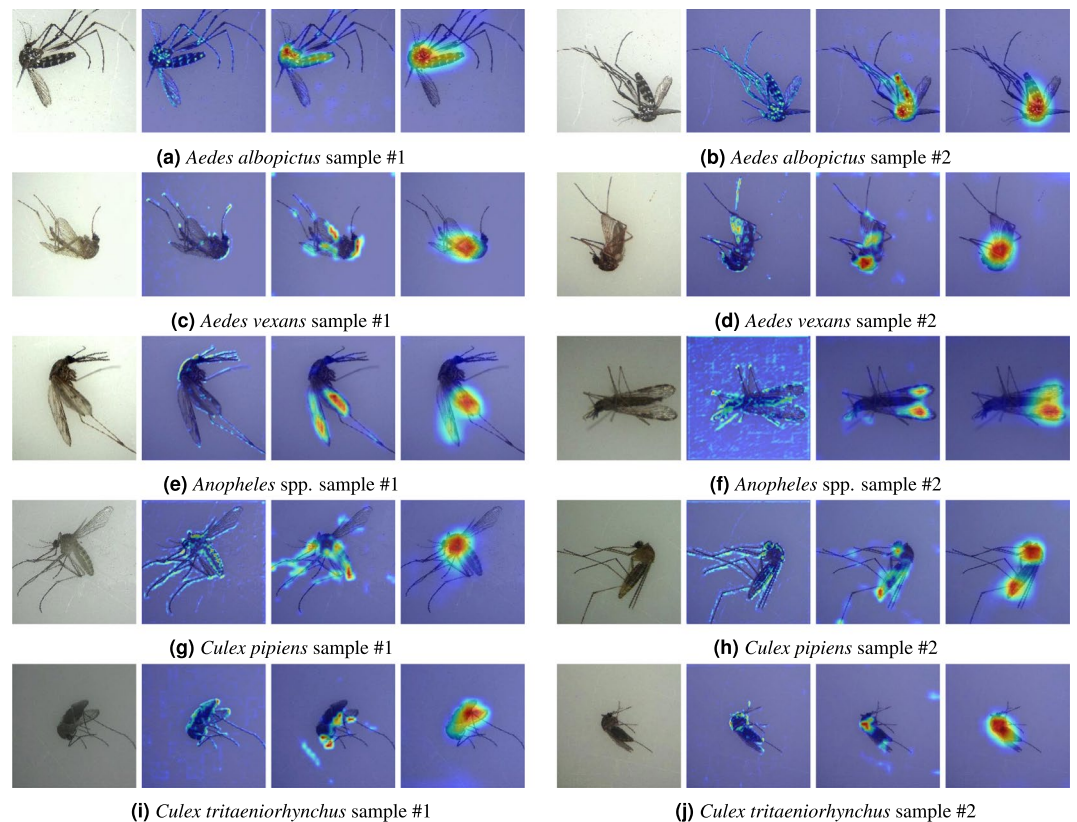 (a) Aedes albopictus sample #1
(b) Aedes albopictus sample #2
(c) Aedes vexans sample #1
(d) Aedes vexans sample #2
(e) Anopheles spp. sample #1
(f) Anopheles spp. sample #2
(g) Culex pipiens sample #1
(h) Culex pipiens sample #2
(i) Culex tritaeniorhynchus sample #1
(j) Culex tritaeniorhynchus sample #2